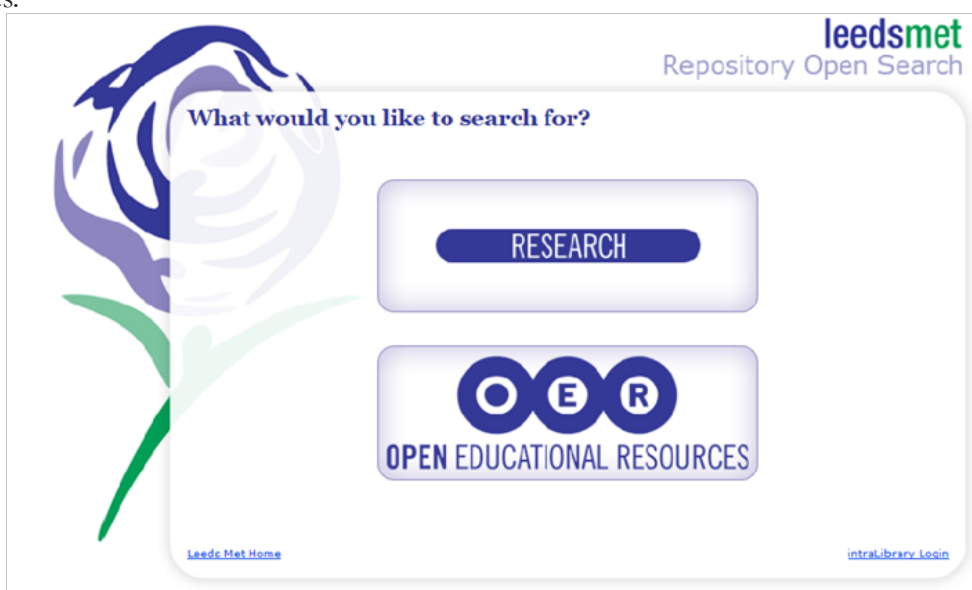 leedsmet
Repository Open Search
What would you like to search for?
RESEARCH
OER
OPEN EDUCATIONAL RESOURCES
Leeds Met Home
intraLibrary Login